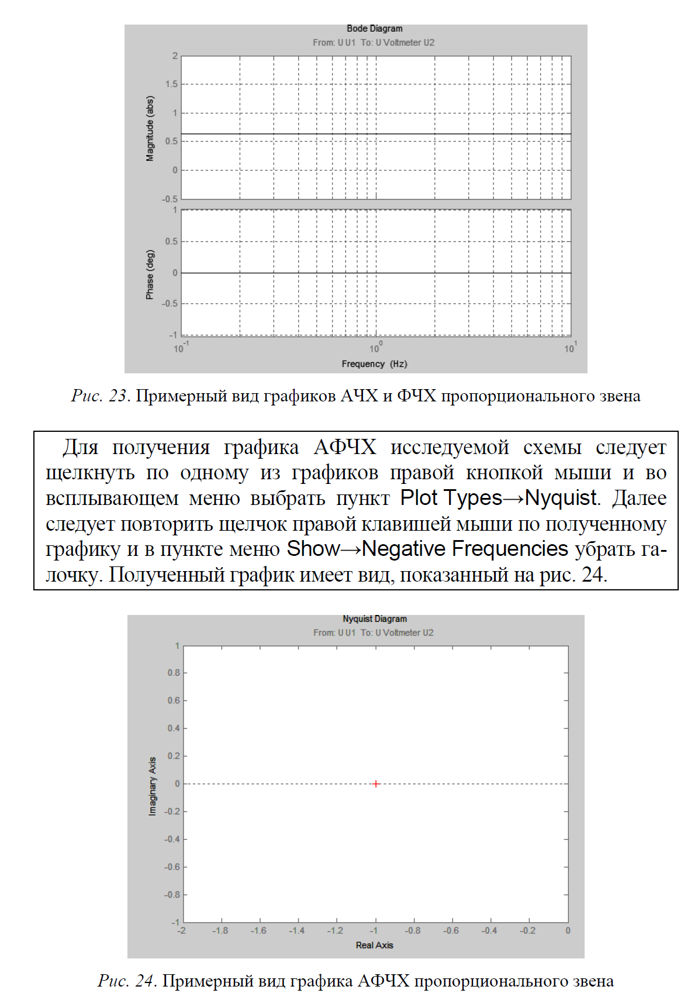 Bode Diagram
From: U U1 To: U Voltmeter U2
2
1.5
1
0.5
0
-0.5
Magnitude (abs)
1
0.5
0
-0.5
-1
Phase (deg)
10^-1
10^0
10^1
Frequency (Hz)
Рис. 23. Примерный вид графиков АЧХ и ФЧХ пропорционального звена
Для получения графика АФЧХ исследуемой схемы следует
щелкнуть по одному из графиков правой кнопкой мыши и во
всплывающем меню выбрать пункт Plot Types→Nyquist. Далее
следует повторить щелчок правой клавишей мыши по полученному
графику и в пункте меню Show→Negative Frequencies убрать га-
лочку. Полученный график имеет вид, показанный на рис. 24.
Nyquist Diagram
From: U U1 To: U Voltmeter U2
1
0.8
0.6
0.4
0.2
0
-0.2
-0.4
-0.6
-0.8
-1
Imaginary Axis
-2 -1.8 -1.6 -1.4 -1.2 -1 -0.8 -0.6 -0.4 -0.2 0
Real Axis
Рис. 24. Примерный вид графика АФЧХ пропорционального звена